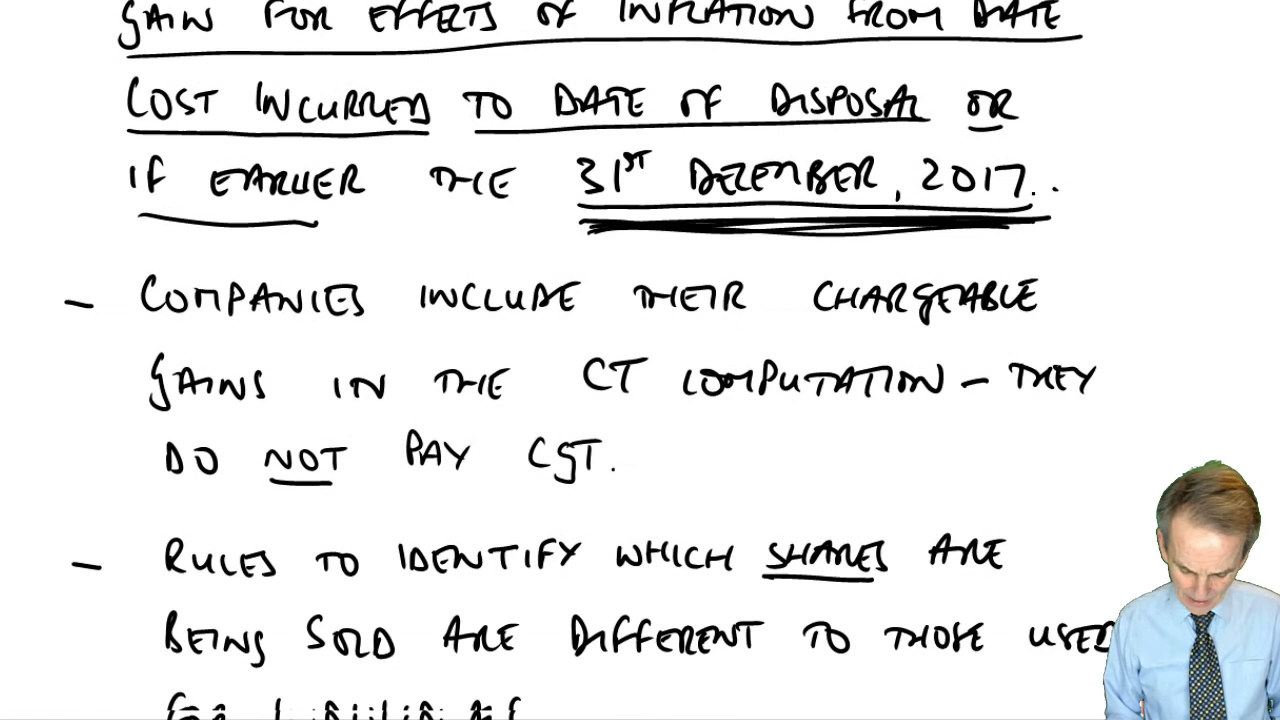 GAIN FOR EFFECTS OF INFLATION FROM DATE
COST INCURRED TO DATE OF DISPOSAL OR
IF EARLIER THE 31ST DECEMBER, 2017..
- COMPANIES INCLUDE THEIR CHARGEABLE
GAINS IN THE CT COMPUTATION - THEY
DO NOT PAY CGT.
- RULES TO IDENTIFY WHICH SHARES ARE
BEING SOLD ARE DIFFERENT TO THOSE USED
FOR